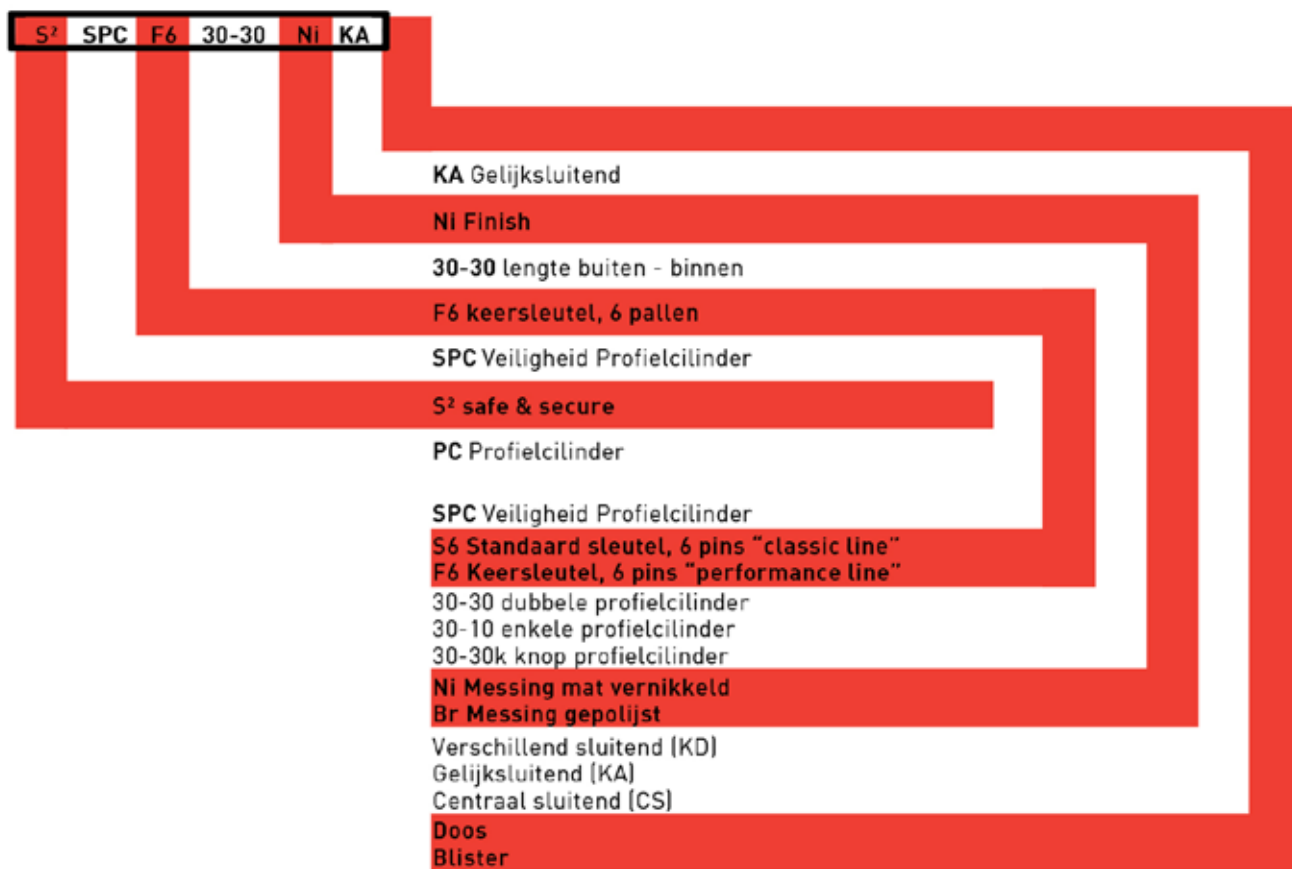 S² SPC F6 30-30 Ni KA
KA Gelijksluitend
Ni Finish
30-30 lengte buiten - binnen
F6 keersleutel, 6 pallen
SPC Veiligheid Profielcilinder
S² safe & secure
PC Profielcilinder
SPC Veiligheid Profielcilinder
S6 Standaard sleutel, 6 pins “classic line”
F6 Keersleutel, 6 pins “performance line”
30-30 dubbele profielcilinder
30-10 enkele profielcilinder
30-30k knop profielcilinder
Ni Messing mat vernikkeld
Br Messing gepolijst
Verschillend sluitend (KD)
Gelijksluitend (KA)
Centraal sluitend (CS)
Doos
Blister